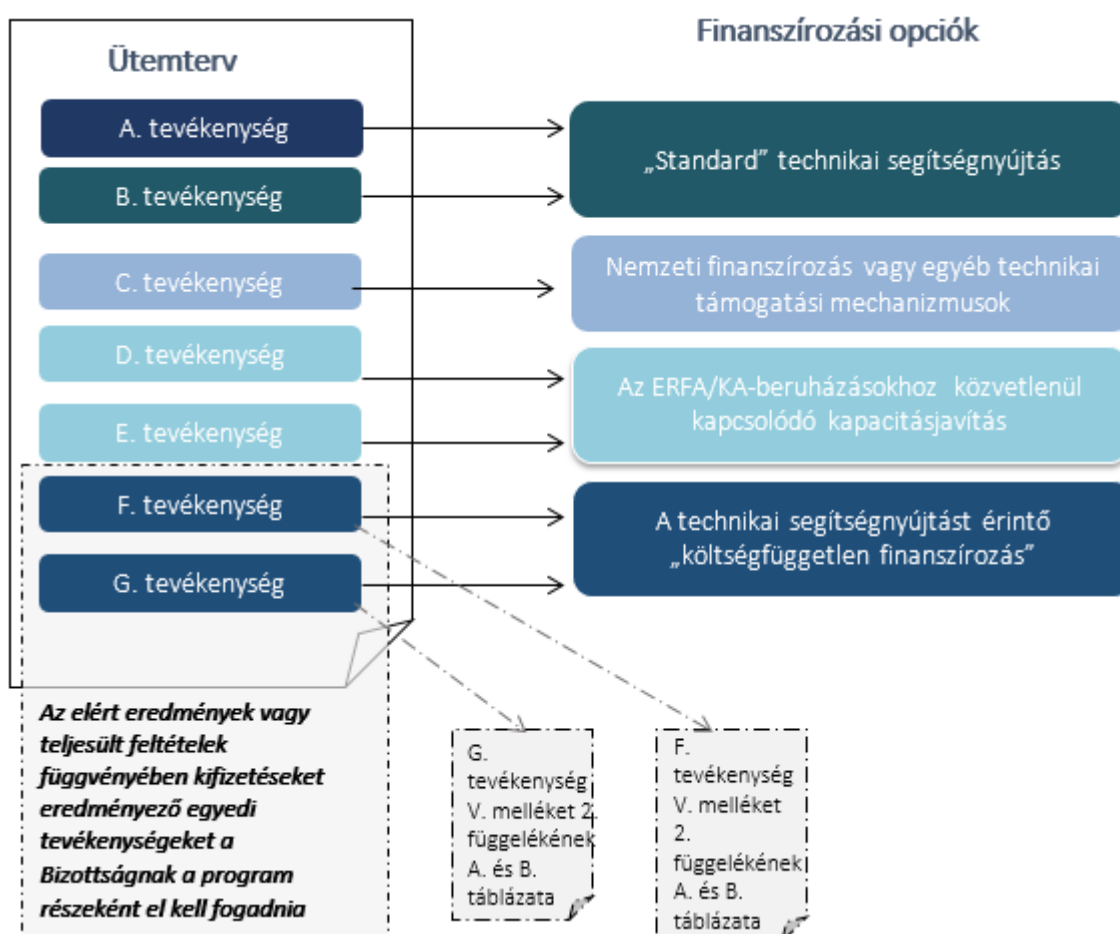 Ütemterv
A. tevékenység
B. tevékenység
C. tevékenység
D. tevékenység
E. tevékenység
F. tevékenység
G. tevékenység
Az elért eredmények vagy
teljesült feltételek
függvényében kifizetéseket
eredményező egyedi
tevékenységeket a
Bizottságnak a program
részeként el kell fogadnia
Finanszírozási opciók
„Standard” technikai segítségnyújtás
Nemzeti finanszírozás vagy egyéb technikai
támogatási mechanizmusok
Az ERFA/KA-beruházásokhoz közvetlenül
kapcsolódó kapacitásjavítás
A technikai segítségnyújtást érintő
„költségfüggetlen finanszírozás”
G.
tevékenység
V. melléket 2.
függelékének
A. és B.
táblázata
F.
tevékenység
V. melléket
2.
függelékének
A. és B.
táblázata